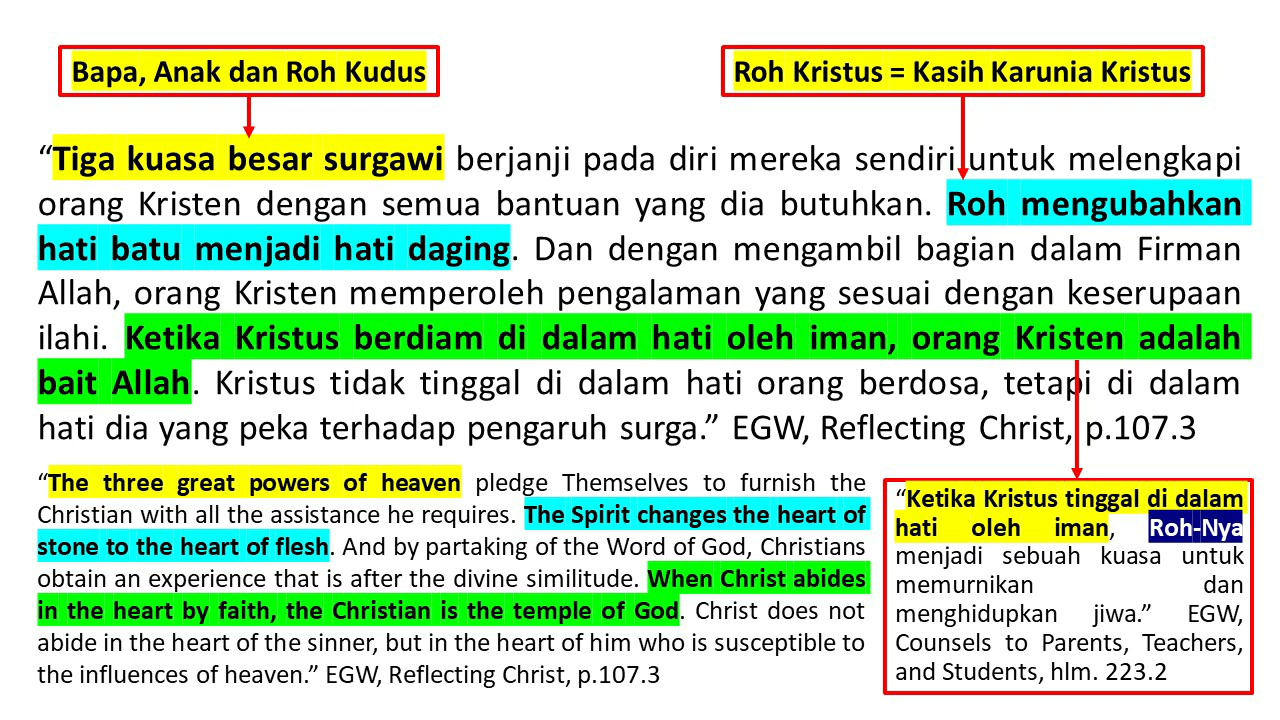 Bapa, Anak dan Roh Kudus
Roh Kristus = Kasih Karunia Kristus
“Tiga kuasa besar surgawi berjanji pada diri mereka sendiri untuk melengkapi
orang Kristen dengan semua bantuan yang dia butuhkan. Roh mengubahkan
hati batu menjadi hati daging. Dan dengan mengambil bagian dalam Firman
Allah, orang Kristen memperoleh pengalaman yang sesuai dengan keserupaan
ilahi. Ketika Kristus berdiam di dalam hati oleh iman, orang Kristen adalah
bait Allah. Kristus tidak tinggal di dalam hati orang berdosa, tetapi di dalam
hati dia yang peka terhadap pengaruh surga.” EGW, Reflecting Christ, p.107.3
“The three great powers of heaven pledge Themselves to furnish the
Christian with all the assistance he requires. The Spirit changes the heart of
stone to the heart of flesh. And by partaking of the Word of God, Christians
obtain an experience that is after the divine similitude. When Christ abides
in the heart by faith, the Christian is the temple of God. Christ does not
abide in the heart of the sinner, but in the heart of him who is susceptible to
the influences of heaven.” EGW, Reflecting Christ, p.107.3
“Ketika Kristus tinggal di dalam
hati oleh iman, Roh-Nya
menjadi sebuah kuasa untuk
memurnikan dan
menghidupkan jiwa.” EGW,
Counsels to Parents, Teachers,
and Students, hlm. 223.2